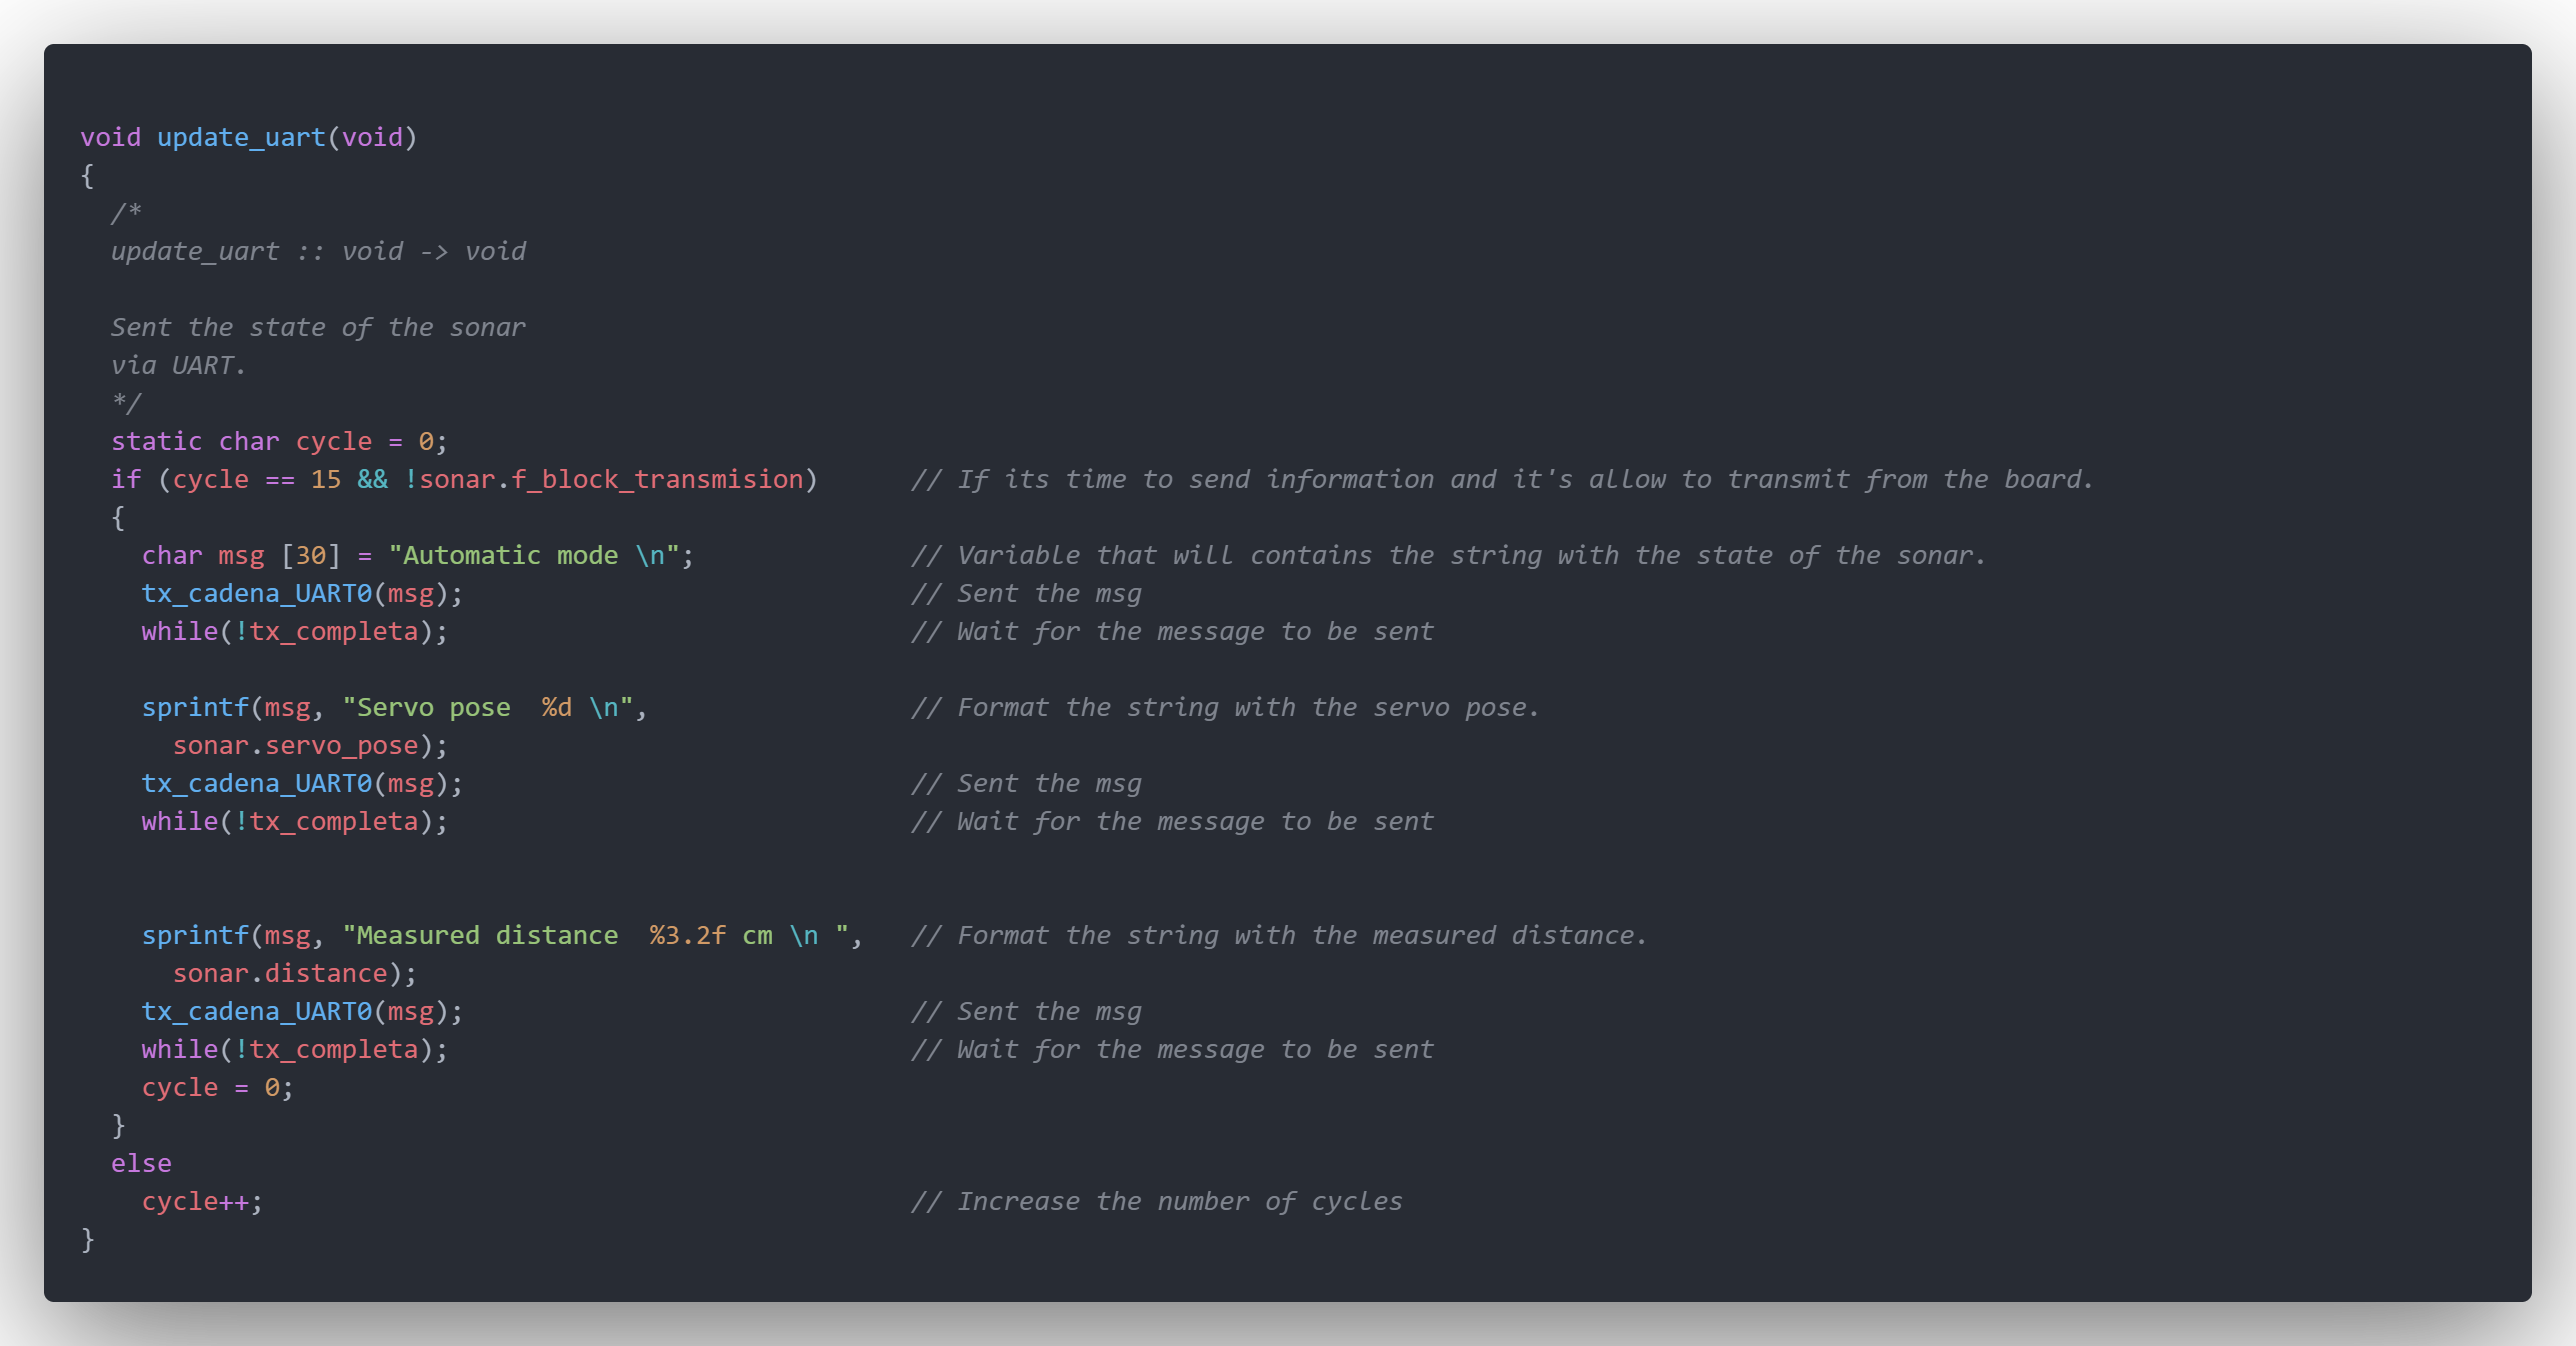 void update_uart(void)
{
  /*
  update_uart :: void -> void

  Sent the state of the sonar
  via UART.
  */
  static char cycle = 0;
  if (cycle == 15 && !sonar.f_block_transmision)      // If its time to send information and it's allow to transmit from the board.
  {
    char msg [30] = "Automatic mode \n";              // Variable that will contains the string with the state of the sonar.
    tx_cadena_UART0(msg);                             // Sent the msg
    while(!tx_completa);                              // Wait for the message to be sent

    sprintf(msg, "Servo pose  %d \n",                 // Format the string with the servo pose.
      sonar.servo_pose);
    tx_cadena_UART0(msg);                             // Sent the msg
    while(!tx_completa);                              // Wait for the message to be sent


    sprintf(msg, "Measured distance  %3.2f cm \n ",   // Format the string with the measured distance.
      sonar.distance);
    tx_cadena_UART0(msg);                             // Sent the msg
    while(!tx_completa);                              // Wait for the message to be sent
    cycle = 0;
  }
  else
    cycle++;                                          // Increase the number of cycles
}